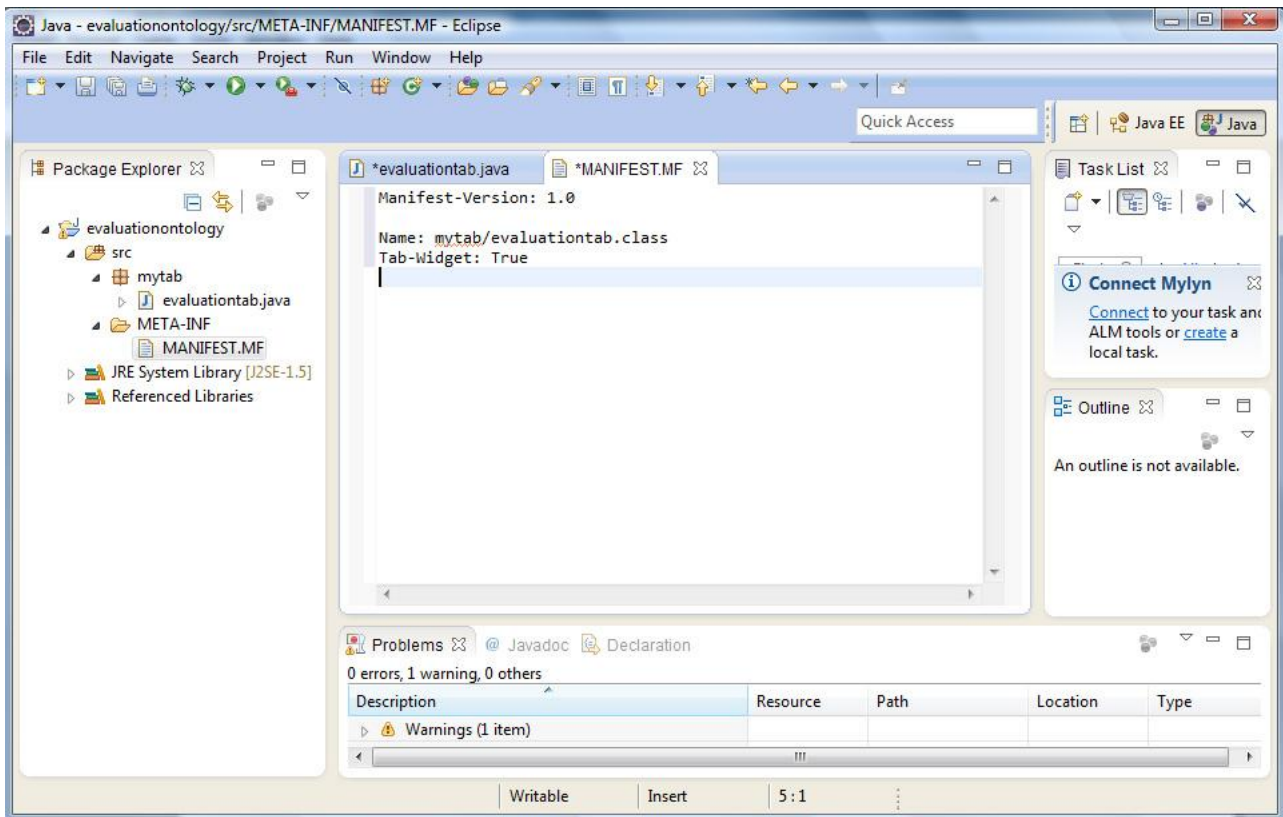 Java - evaluationontology/src/META-INF/MANIFEST.MF - Eclipse
File Edit Navigate Search Project Run Window Help
Quick Access
Java EE
Java
Package Explorer
evaluationontology
src
mytab
evaluationtab.java
META-INF
MANIFEST.MF
JRE System Library [J2SE-1.5]
Referenced Libraries
*evaluationtab.java
*MANIFEST.MF
Manifest-Version: 1.0
Name: mytab/evaluationtab.class
Tab-Widget: True
Task List
Connect Mylyn
Connect to your task and
ALM tools or create a
local task.
Outline
An outline is not available.
Problems @ Javadoc Declaration
0 errors, 1 warning, 0 others
Description Resource Path Location Type
Warnings (1 item)
Writable Insert 5 : 1